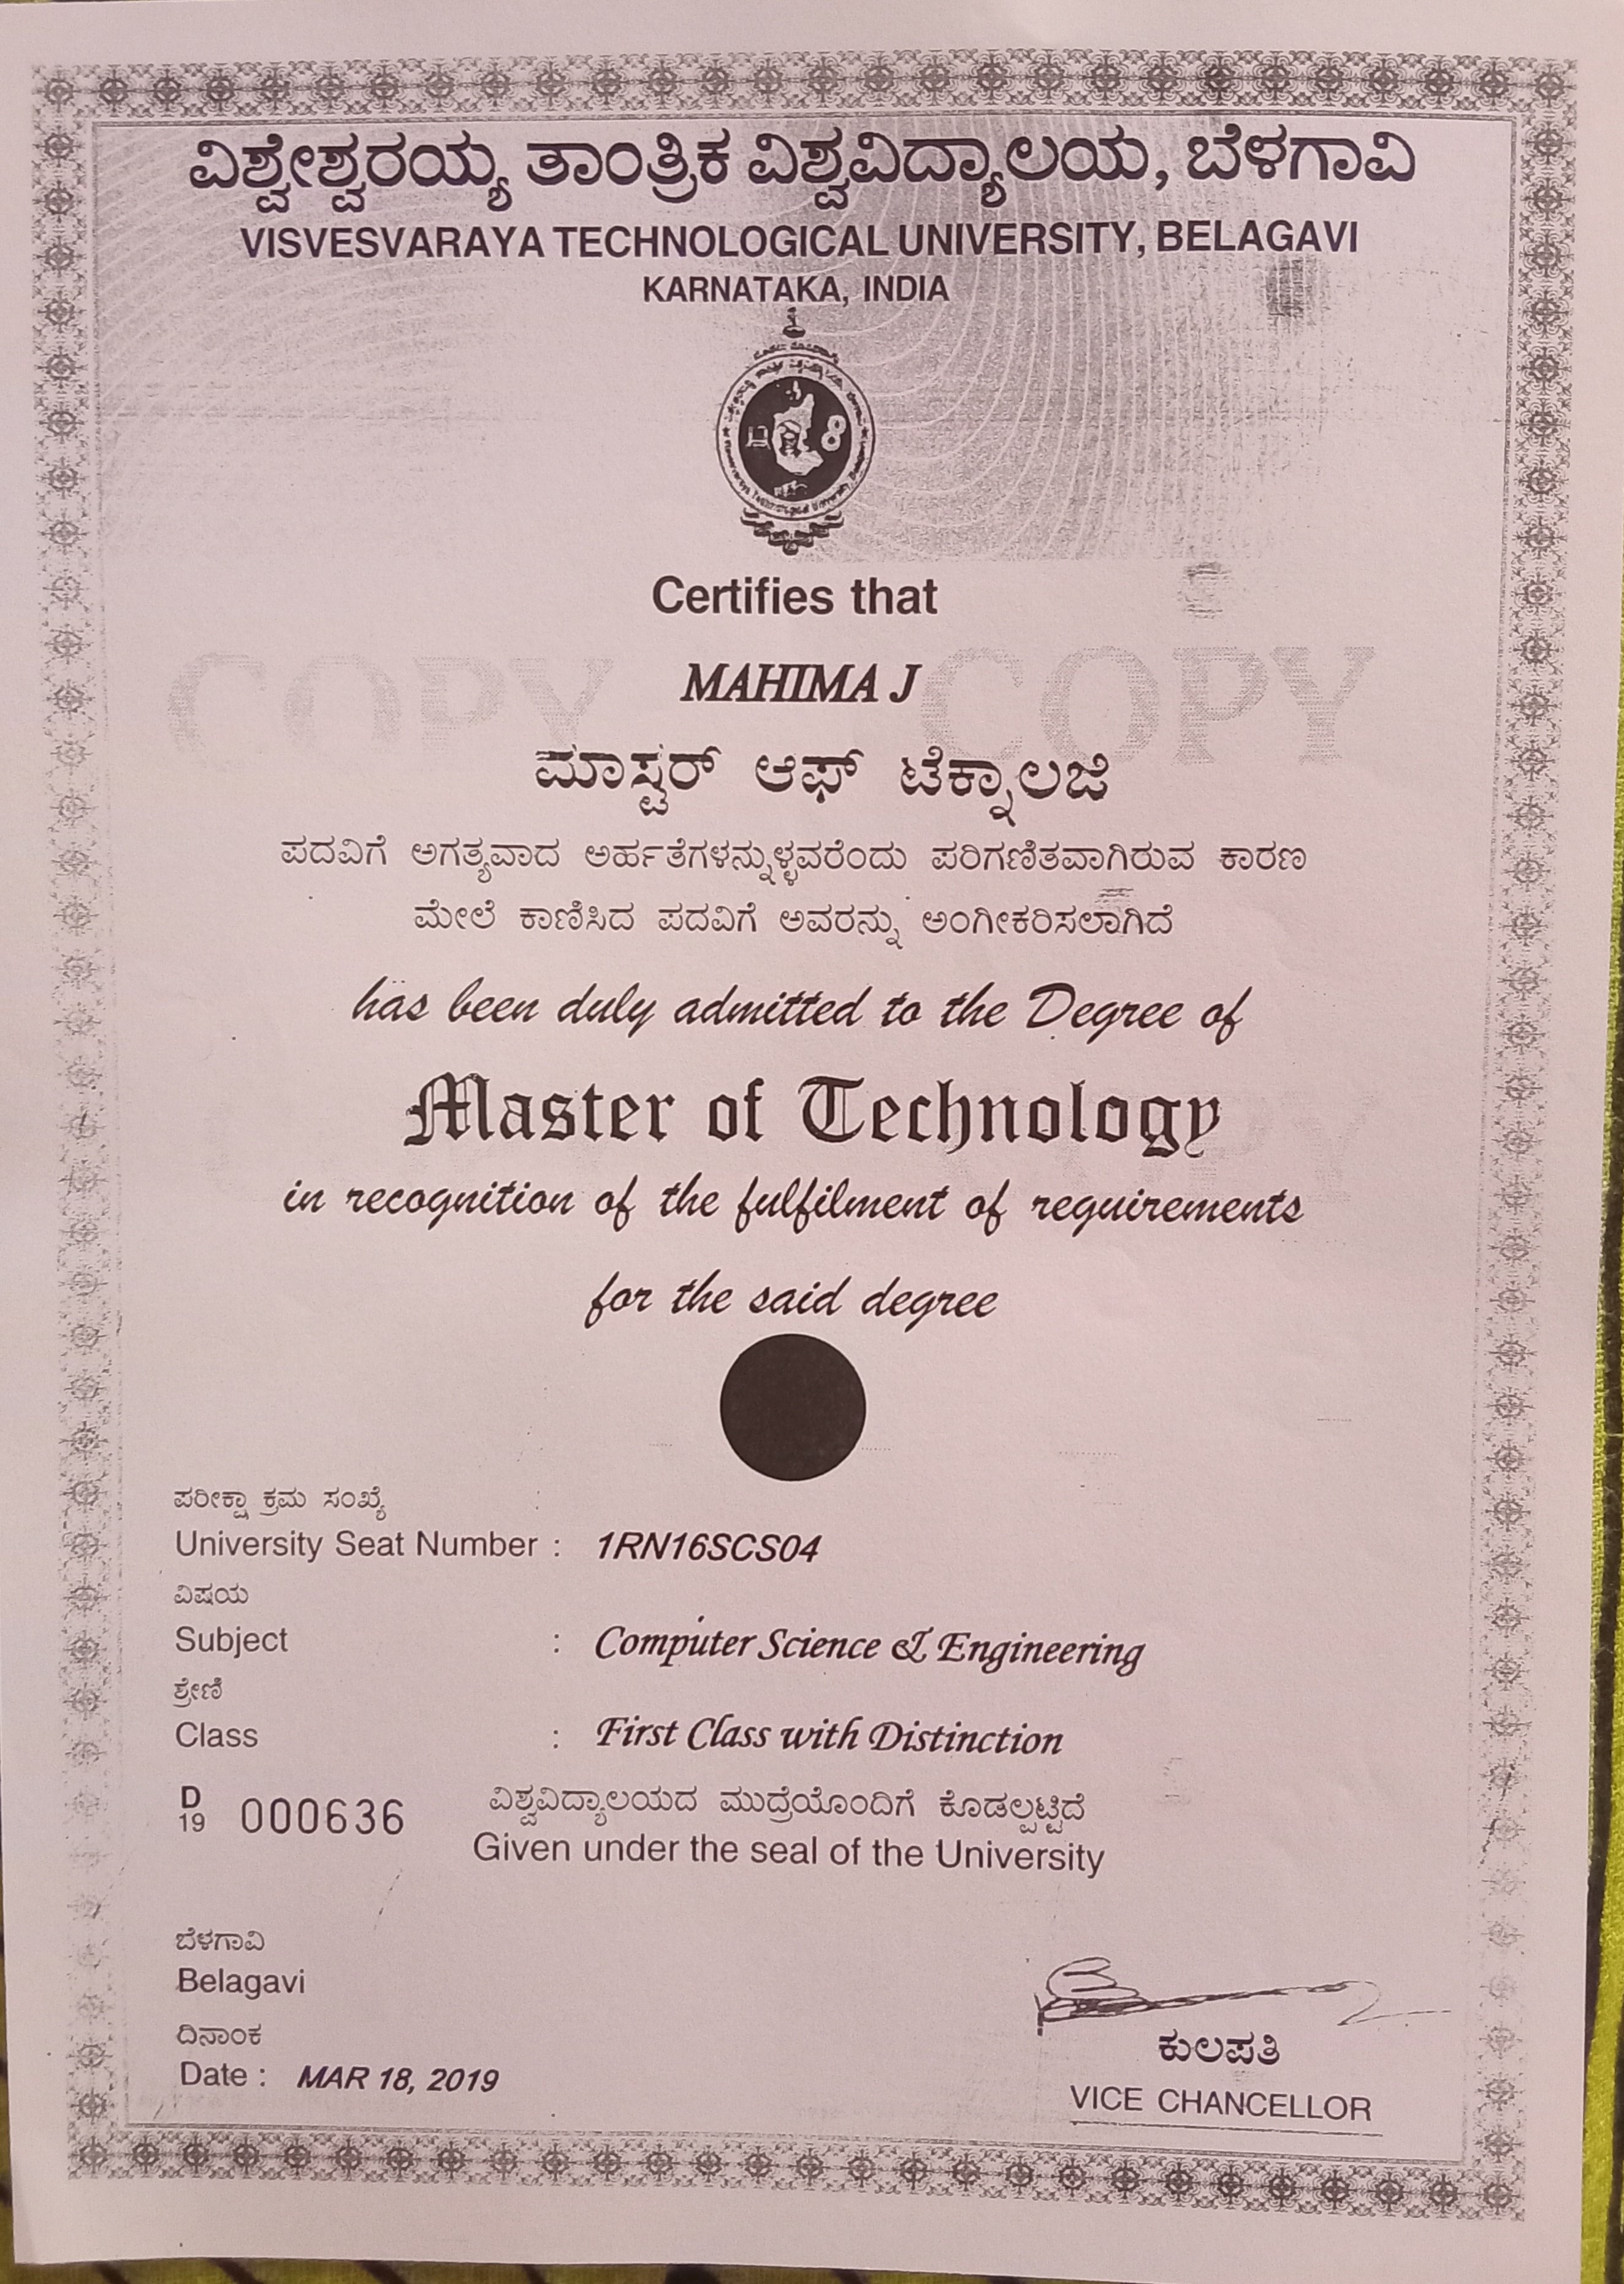 ವಿಶ್ವೇಶ್ವರಯ್ಯ ತಾಂತ್ರಿಕ ವಿಶ್ವವಿದ್ಯಾಲಯ, ಬೆಳಗಾವಿ
VISVESVARAYA TECHNOLOGICAL UNIVERSITY, BELAGAVI
KARNATAKA, INDIA
Certifies that
COPY COPY
MAHIMA J
ಮಾಸ್ಟರ್ ಆಫ್ ಟೆಕ್ನಾಲಜಿ
ಪದವಿಗೆ ಅಗತ್ಯವಾದ ಅರ್ಹತೆಗಳನ್ನುಳ್ಳವರೆಂದು ಪರಿಗಣಿತವಾಗಿರುವ ಕಾರಣ
ಮೇಲೆ ಕಾಣಿಸಿದ ಪದವಿಗೆ ಅವರನ್ನು ಅಂಗೀಕರಿಸಲಾಗಿದೆ
has been duly admitted to the Degree of
Master of Technology
in recognition of the fulfilment of requirements
for the said degree
ಪರೀಕ್ಷಾ ಕ್ರಮ ಸಂಖ್ಯೆ
University Seat Number : 1RN16SCS04
ವಿಷಯ
Subject : Computer Science & Engineering
ಶ್ರೇಣಿ
Class : First Class with Distinction
D
19 000636
ವಿಶ್ವವಿದ್ಯಾಲಯದ ಮುದ್ರೆಯೊಂದಿಗೆ ಕೊಡಲ್ಪಟ್ಟಿದೆ
Given under the seal of the University
ಬೆಳಗಾವಿ
Belagavi
ದಿನಾಂಕ
Date : MAR 18, 2019
ಕುಲಪತಿ
VICE CHANCELLOR